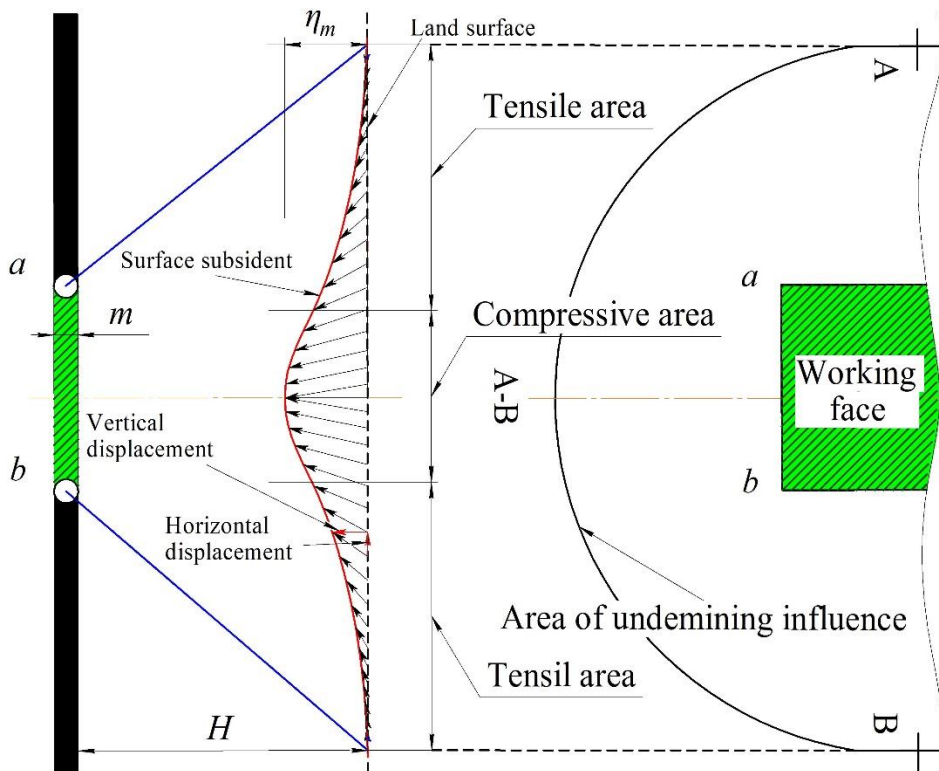 ηm
Land surface
A
Tensile area
a
Surface subsident
a
m
Compressive area
A-B
Working
face
Vertical
displacement
b
b
Horizontal
displacement
Area of undemining influence
Tensil area
H
B